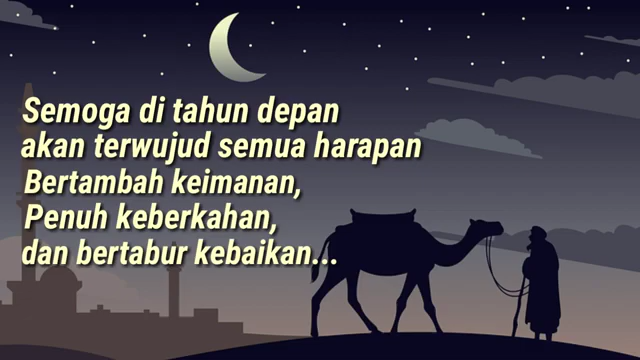 Semoga di tahun depan
akan terwujud semua harapan
Bertambah keimanan,
Penuh keberkahan,
dan bertabur kebaikan...